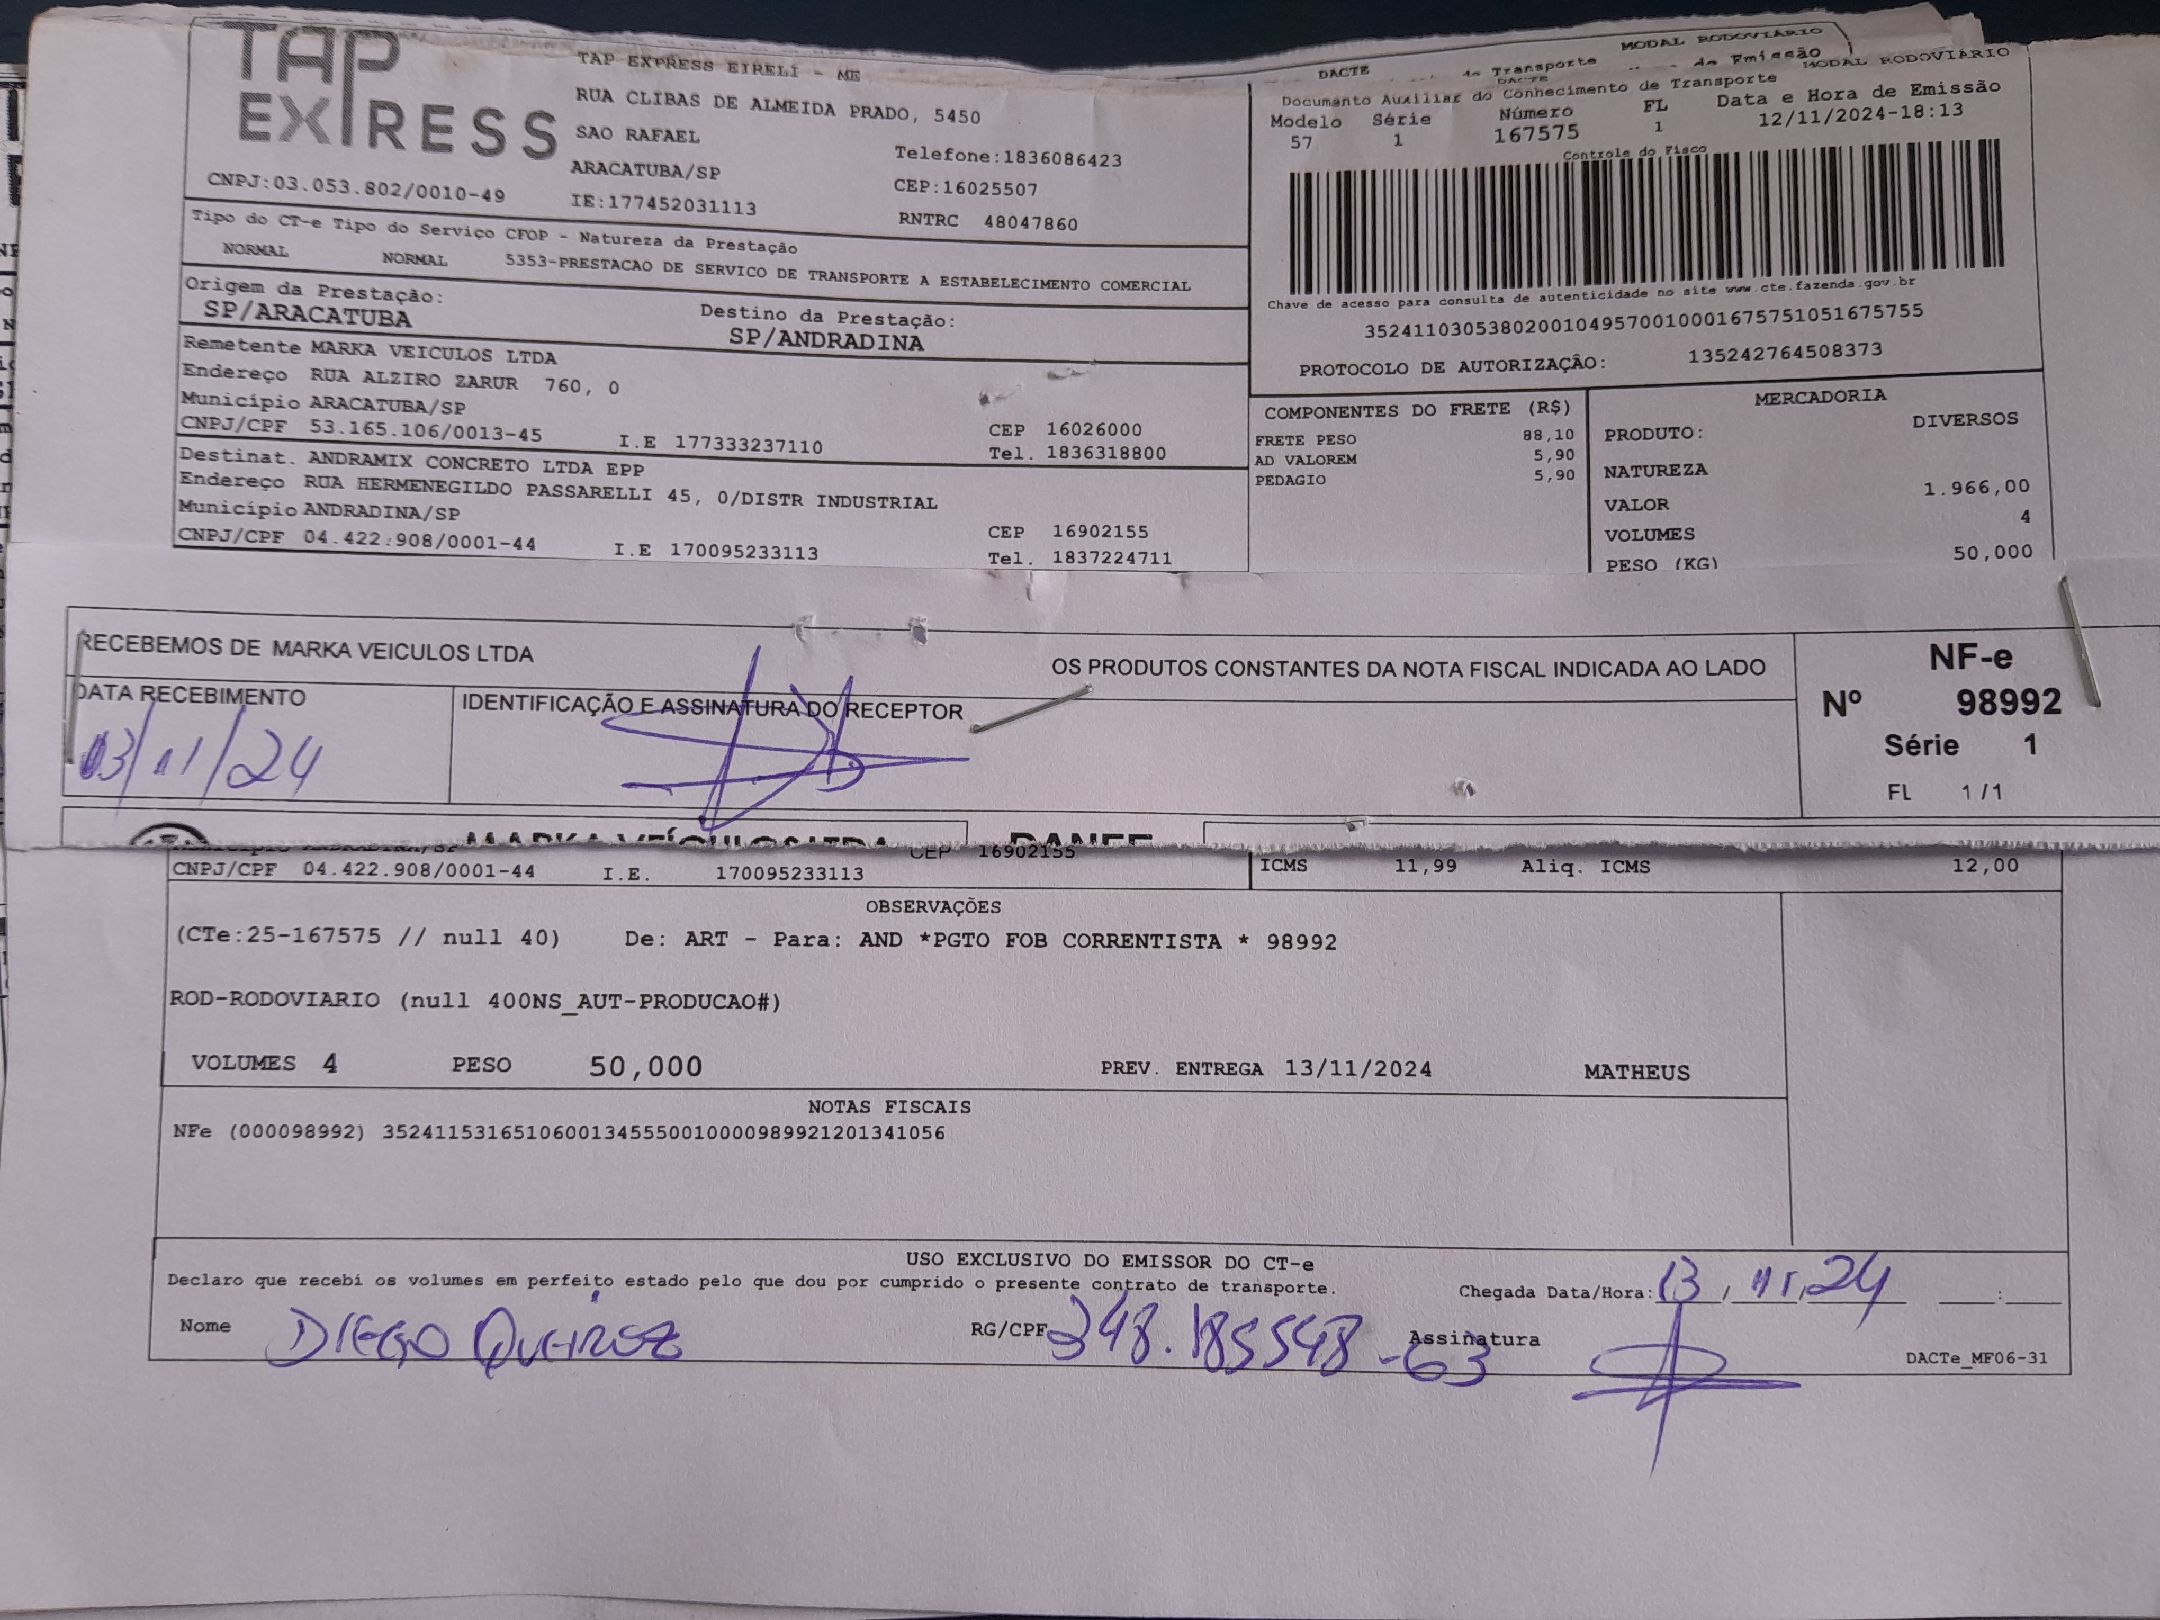 TAP
EXPRESS
TAP EXPRESS EIRELI - ME
RUA CLIBAS DE ALMEIDA PRADO, 5450
SAO RAFAEL
Telefone:1836086423
ARACATUBA/SP
CEP:16025507
CNPJ:03.053.802/0010-49
IE:177452031113
RNTRC 48047860
MODAL RODOVIÁRIO
DACTE
de Transporte
de Emissão
MODAL RODOVIÁRIO
DACTE
Documento Auxiliar do Conhecimento de Transporte
Modelo Série Número FL Data e Hora de Emissão
57 1 167575 1 12/11/2024-18:13
Controle do Fisco
Chave de acesso para consulta de autenticidade no site www.cte.fazenda.gov.br
35241103053802001049570010001675751051675755
PROTOCOLO DE AUTORIZAÇÃO: 135242764508373
Tipo do CT-e Tipo do Serviço CFOP - Natureza da Prestação
NORMAL NORMAL 5353-PRESTACAO DE SERVICO DE TRANSPORTE A ESTABELECIMENTO COMERCIAL
Origem da Prestação: Destino da Prestação:
SP/ARACATUBA SP/ANDRADINA
Remetente MARKA VEICULOS LTDA
Endereço RUA ALZIRO ZARUR 760, 0
Município ARACATUBA/SP CEP 16026000
CNPJ/CPF 53.165.106/0013-45 I.E 177333237110 Tel. 1836318800
Destinat. ANDRAMIX CONCRETO LTDA EPP
Endereço RUA HERMENEGILDO PASSARELLI 45, 0/DISTR INDUSTRIAL
Município ANDRADINA/SP CEP 16902155
CNPJ/CPF 04.422.908/0001-44 I.E 170095233113 Tel. 1837224711
COMPONENTES DO FRETE (R$)
FRETE PESO 88,10
AD VALOREM 5,90
PEDAGIO 5,90
MERCADORIA
PRODUTO: DIVERSOS
NATUREZA
VALOR 1.966,00
VOLUMES 4
PESO (KG) 50,000
RECEBEMOS DE MARKA VEICULOS LTDA OS PRODUTOS CONSTANTES DA NOTA FISCAL INDICADA AO LADO
DATA RECEBIMENTO IDENTIFICAÇÃO E ASSINATURA DO RECEPTOR
13/11/24
NF-e
Nº 98992
Série 1
FL 1/1
MARKA VEÍCULOS LTDA DANFE
CEP 16902155
CNPJ/CPF 04.422.908/0001-44 I.E. 170095233113
ICMS 11,99 Aliq. ICMS 12,00
OBSERVAÇÕES
(CTe:25-167575 // null 40) De: ART - Para: AND *PGTO FOB CORRENTISTA * 98992
ROD-RODOVIARIO (null 400NS_AUT-PRODUCAO#)
VOLUMES 4 PESO 50,000 PREV. ENTREGA 13/11/2024 MATHEUS
NOTAS FISCAIS
NFe (000098992) 35241153165106001345550010000989921201341056
USO EXCLUSIVO DO EMISSOR DO CT-e
Declaro que recebi os volumes em perfeito estado pelo que dou por cumprido o presente contrato de transporte.
Chegada Data/Hora: 13/11/24 :
Nome DIEGO QUEIROZ RG/CPF 348.185548-63 Assinatura
DACTe_MF06-31